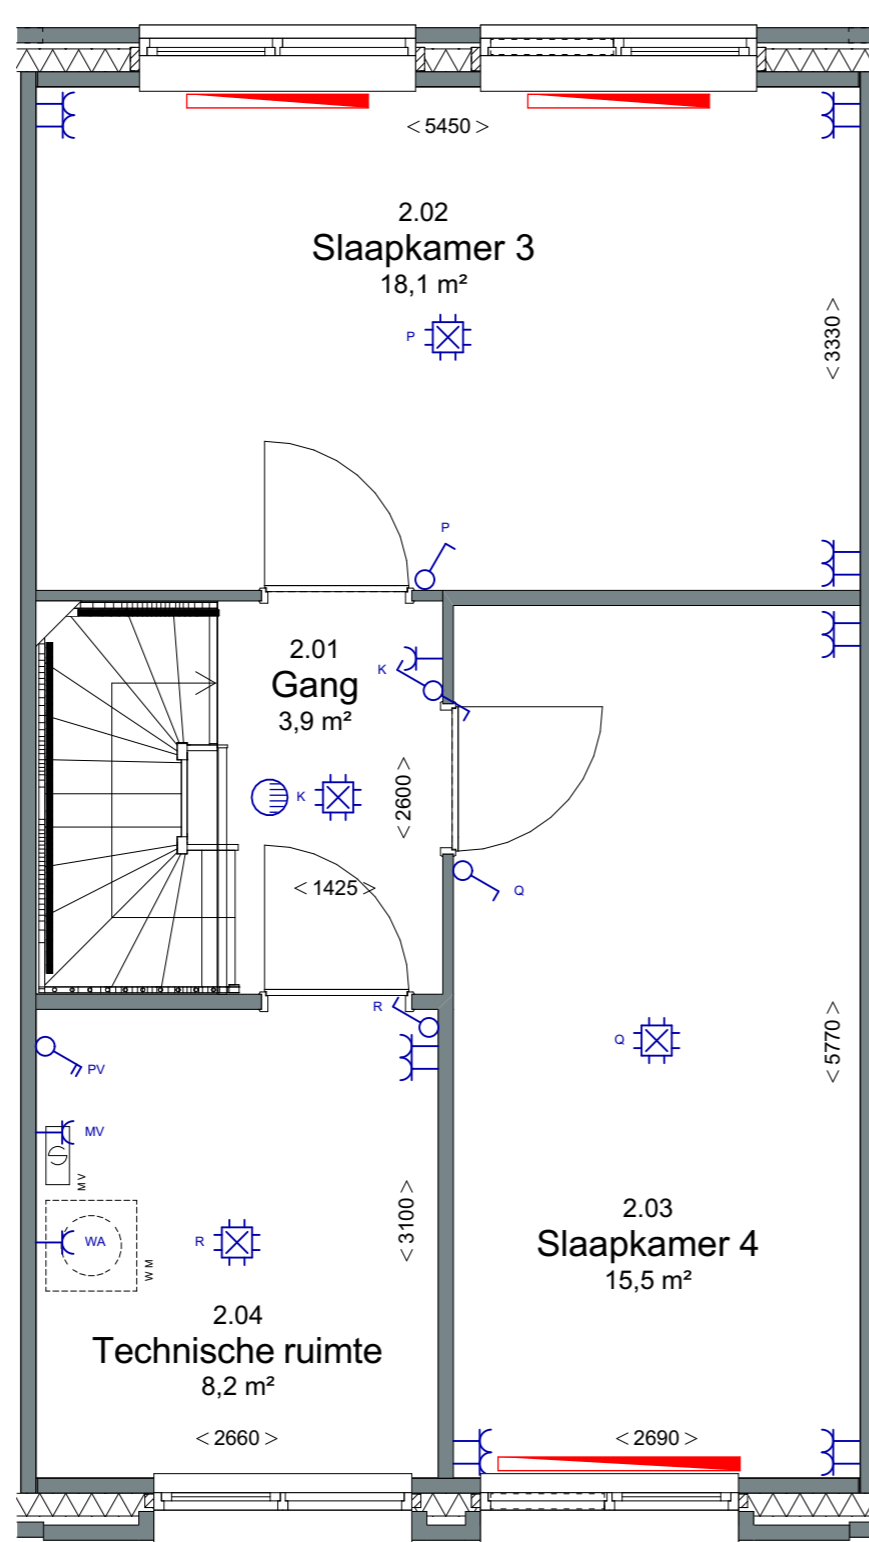 < 5450 >
2.02
Slaapkamer 3
18,1 m²
P
< 3330 >
P
2.01
Gang
3,9 m²
K
K
< 2600 >
< 1425 >
Q
R
PV
MV
MV
Q
< 5770 >
WA
WM
R
< 3100 >
2.03
Slaapkamer 4
15,5 m²
2.04
Technische ruimte
8,2 m²
< 2660 >
< 2690 >